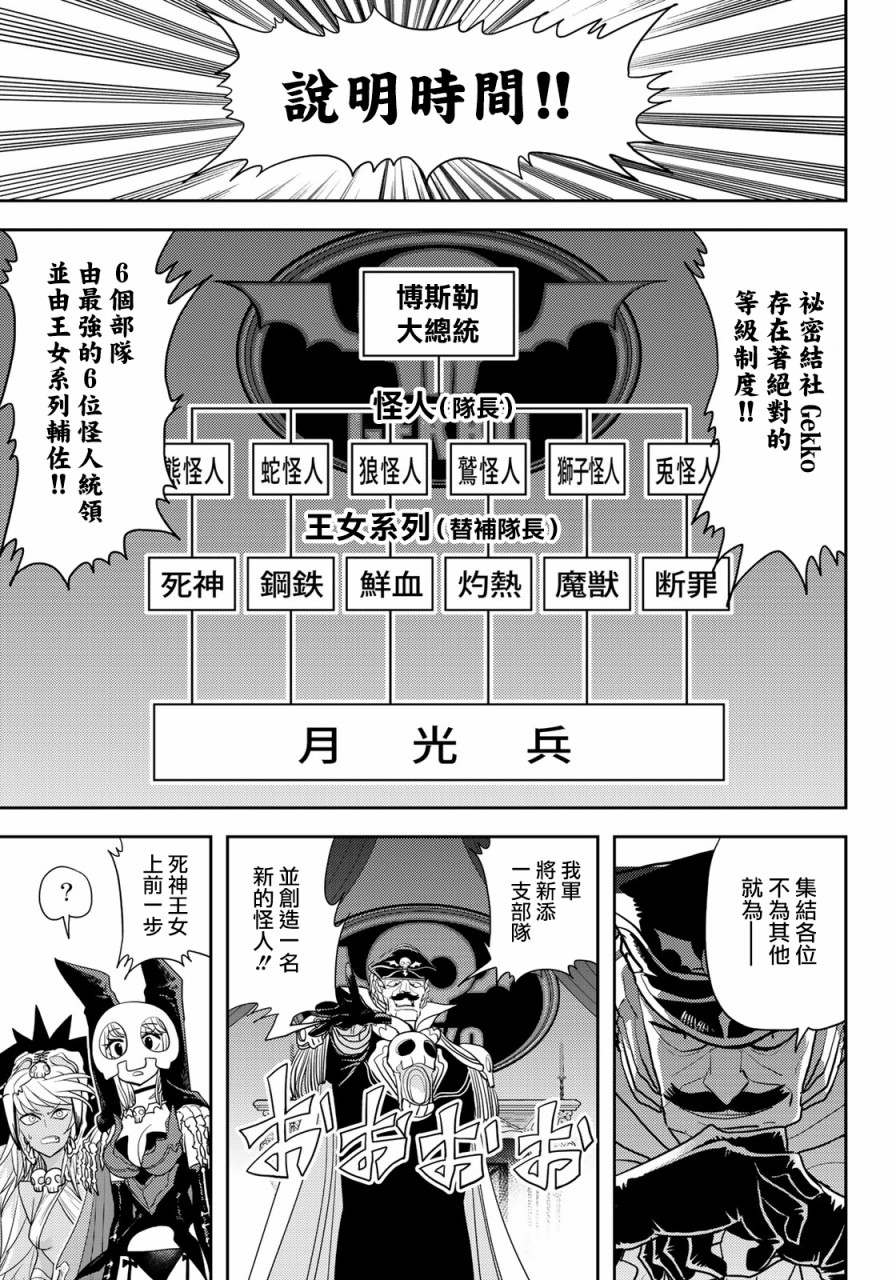 說明時間!!
祕密結社Gekko
存在著絕對的
等級制度!!
博斯勒
大總統
怪人(隊長)
熊怪人 蛇怪人 狼怪人 鷲怪人 獅子怪人 兎怪人
王女系列(替補隊長)
死神 鋼鉄 鮮血 灼熱 魔獣 断罪
月光兵
6個部隊
由最強的6位怪人統領
並由王女系列輔佐!!
集結各位
不為其他
就為——
我軍
將新添
一支部隊
並創造一名
新的怪人!!
おおおお
死神王女
上前一步
？